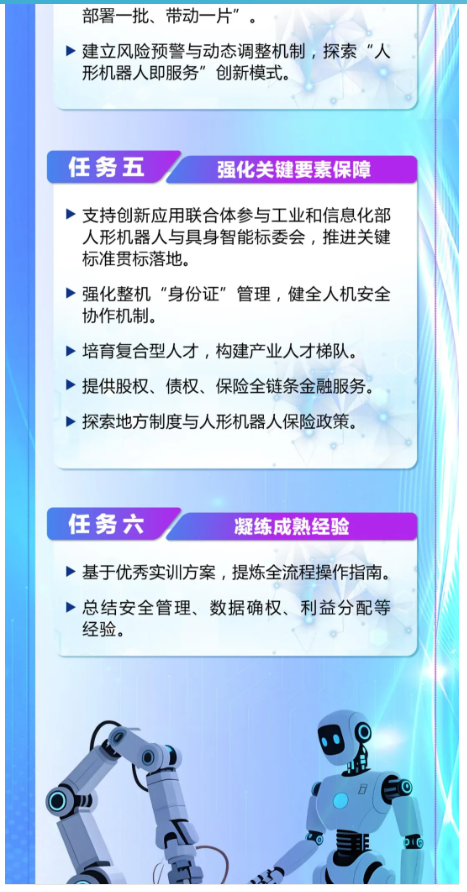 部署一批、带动一片”。
建立风险预警与动态调整机制，探索“人
形机器人即服务”创新模式。
任务五
强化关键要素保障
支持创新应用联合体参与工业和信息化部
人形机器人与具身智能标委会，推进关键
标准贯标落地。
强化整机“身份证”管理，健全人机安全
协作机制。
培育复合型人才，构建产业人才梯队。
提供股权、债权、保险全链条金融服务。
探索地方制度与人形机器人保险政策。
任务六
凝练成熟经验
基于优秀实训方案，提炼全流程操作指南。
总结安全管理、数据确权、利益分配等
经验。